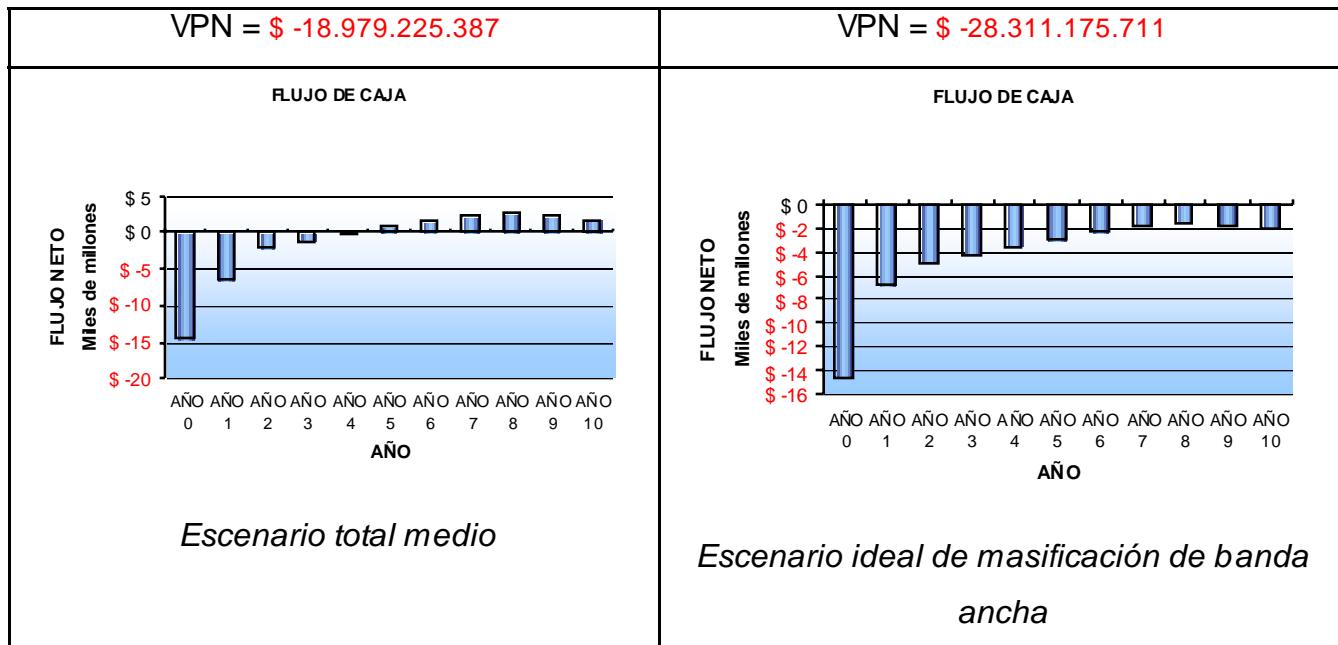 VPN = $ -18.979.225.387
FLUJO DE CAJA
FLUJO NETO
Miles de millones
$ 5
$ 0
$ -5
$ -10
$ -15
$ -20
AÑO AÑO AÑO AÑO AÑO AÑO AÑO AÑO AÑO AÑO AÑO
0 1 2 3 4 5 6 7 8 9 10
AÑO
Escenario total medio
VPN = $ -28.311.175.711
FLUJO DE CAJA
FLUJO NETO
Miles de millones
$ 0
$ -2
$ -4
$ -6
$ -8
$ -10
$ -12
$ -14
$ -16
AÑO AÑO AÑO AÑO AÑO AÑO AÑO AÑO AÑO AÑO AÑO
0 1 2 3 4 5 6 7 8 9 10
AÑO
Escenario ideal de masificación de banda
ancha